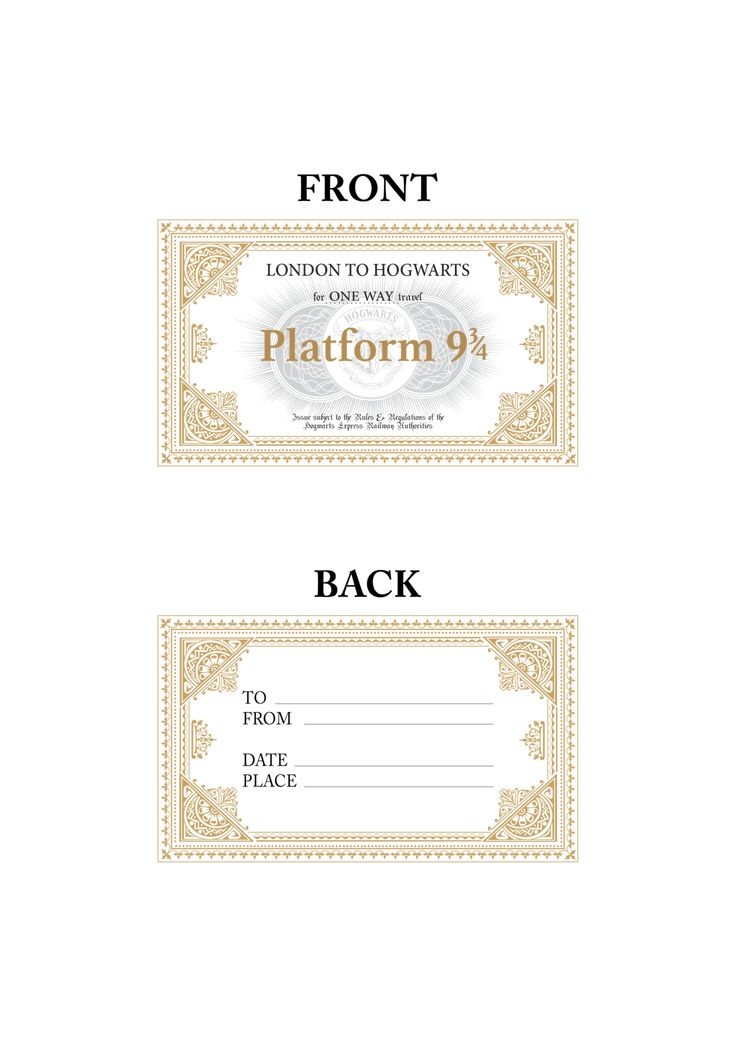 FRONT
LONDON TO HOGWARTS
for ONE WAY travel
HOGWARTS
Platform 9¾
Issue subject to the Rules & Regulations of the
Hogwarts Express Railway Authorities
BACK
TO
FROM
DATE
PLACE